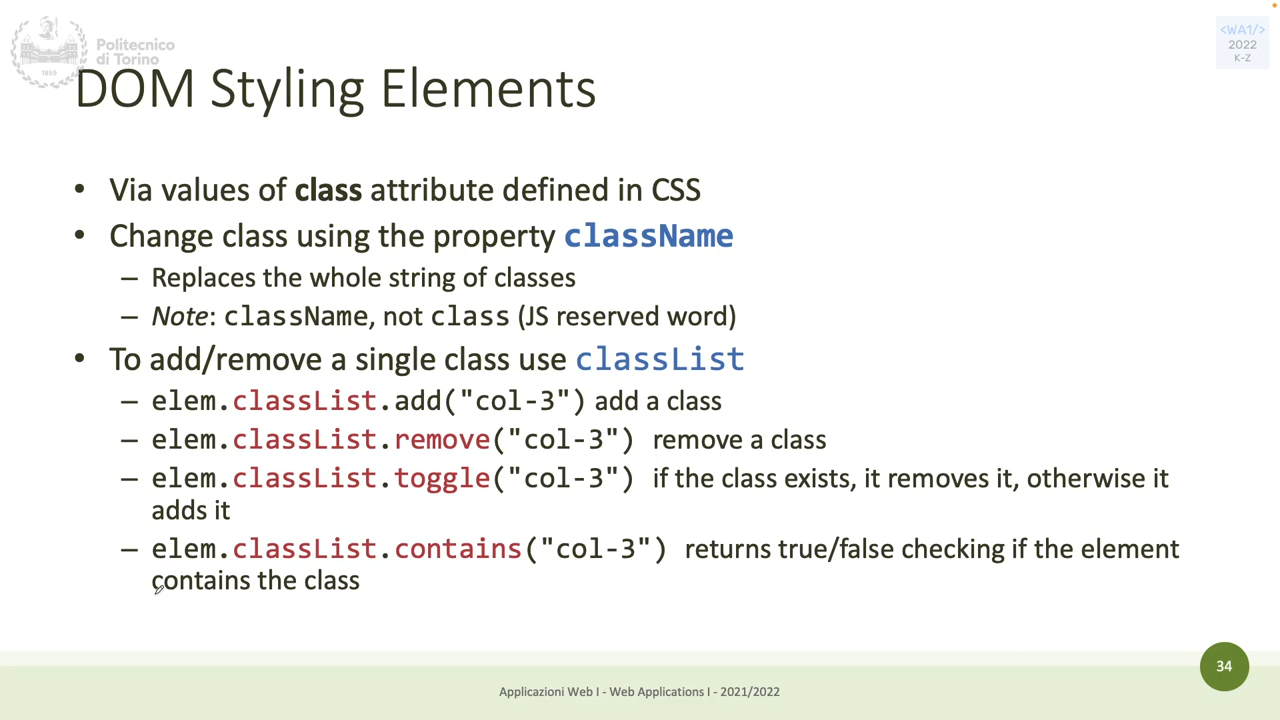 Politecnico
di Torino
1859
<WA1/>
2022
K-Z
DOM Styling Elements
• Via values of class attribute defined in CSS
• Change class using the property className
– Replaces the whole string of classes
– Note: className, not class (JS reserved word)
• To add/remove a single class use classList
– elem.classList.add("col-3") add a class
– elem.classList.remove("col-3") remove a class
– elem.classList.toggle("col-3") if the class exists, it removes it, otherwise it
adds it
– elem.classList.contains("col-3") returns true/false checking if the element
contains the class
34
Applicazioni Web I - Web Applications I - 2021/2022